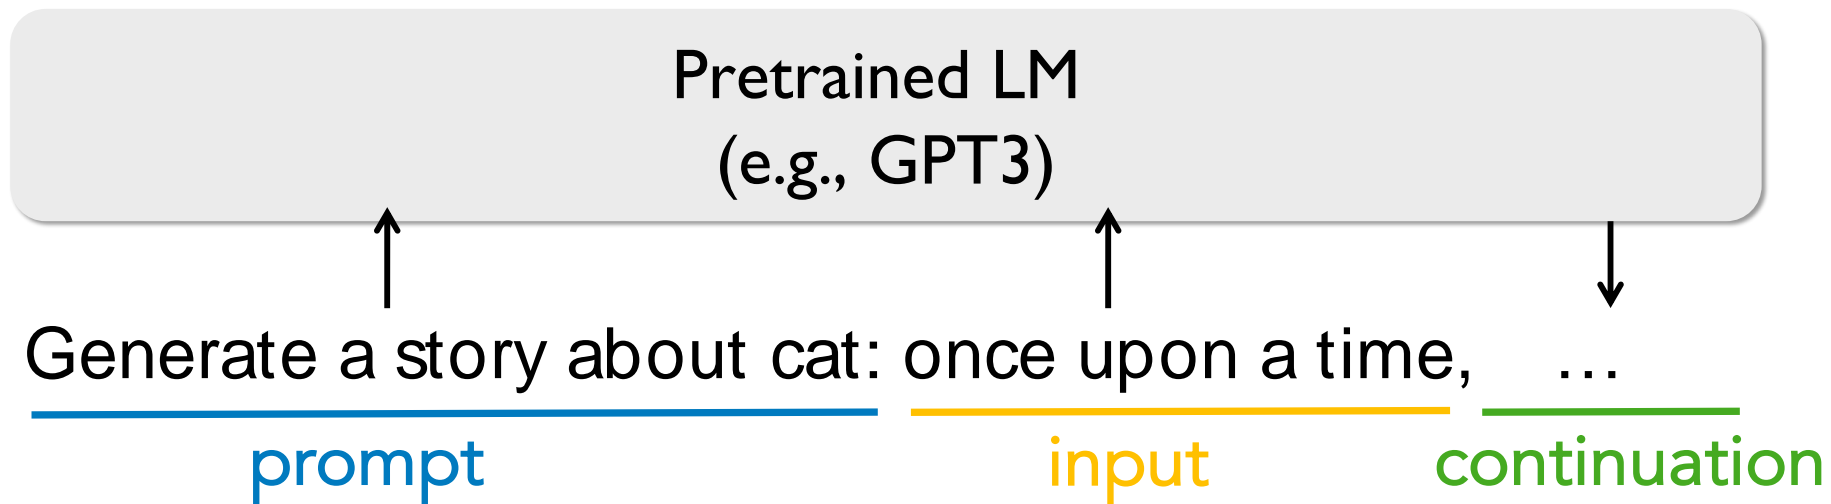 Pretrained LM
(e.g., GPT3)
Generate a story about cat: once upon a time, ...
prompt input continuation